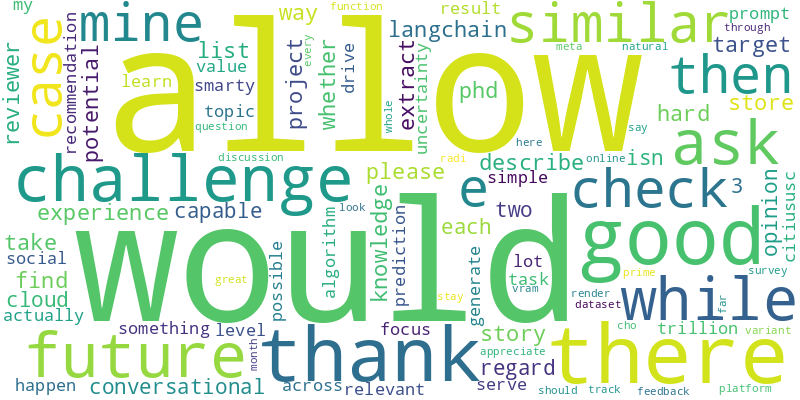 my way result function
mine allow similar prompt
case list langchain through
reviewer recommendation potential value project whether every drive extract uncertainty meta natural target
learn smarty phd hard then store
topic question whole here say ask
discussion please describe isn online
challenge radi simple e check 3 opinion citiususc
experience capable two good
take each
social possible algorithm look prediction knowledge would
find great lot task prime survey
cloud stay vram render while
actually generate dataset far
something level focus story cho trillion variant
future month thank appreciate regard there
happen conversational across relevant serve should track feedback platform